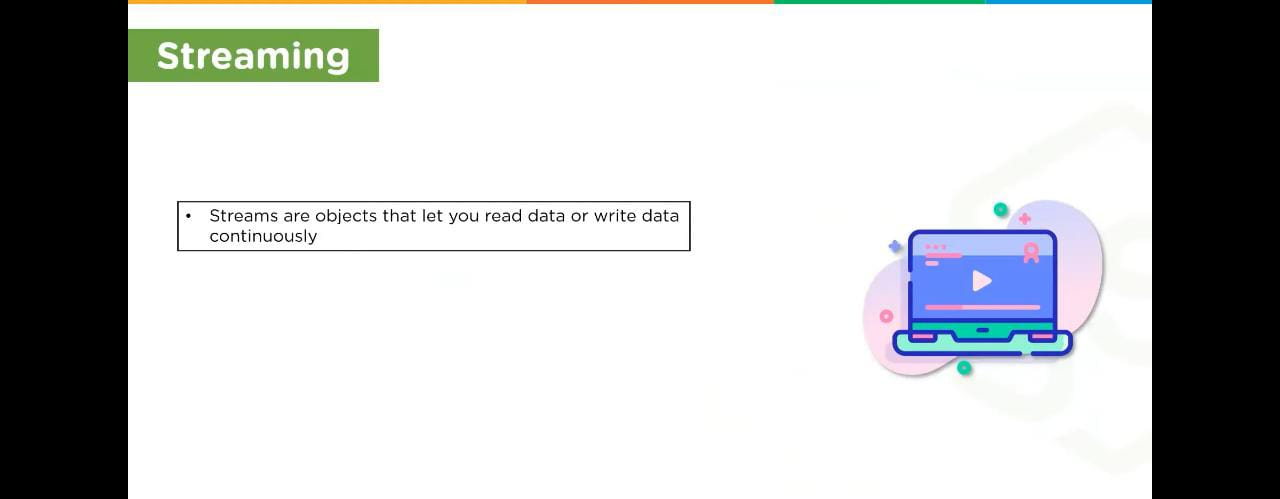 Streaming
• Streams are objects that let you read data or write data
continuously